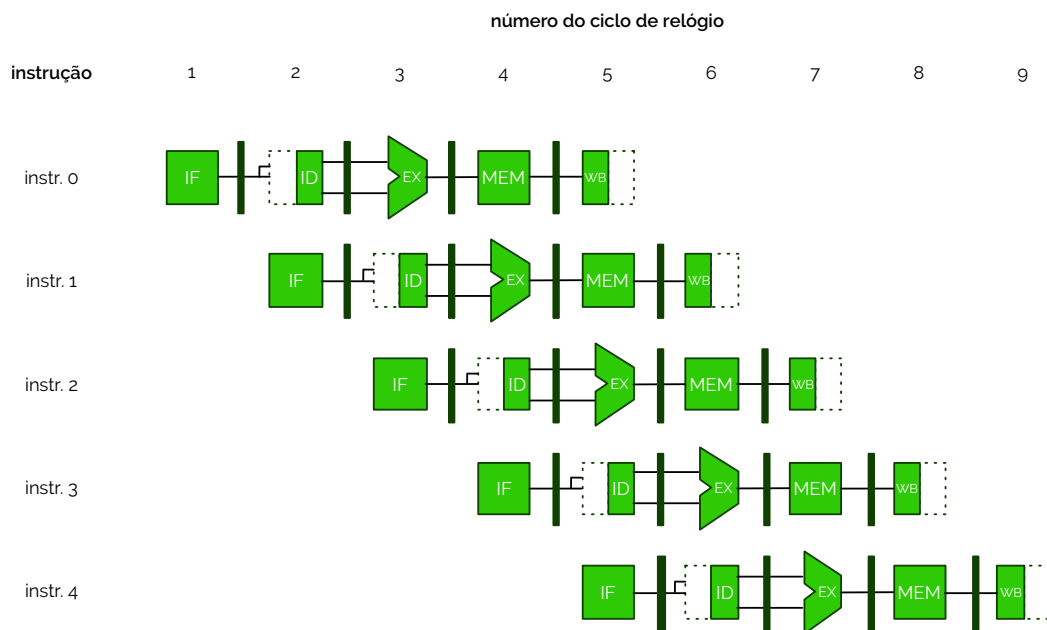 número do ciclo de relógio
instrução 1 2 3 4 5 6 7 8 9
instr. 0 IF ID EX MEM WB
instr. 1 IF ID EX MEM WB
instr. 2 IF ID EX MEM WB
instr. 3 IF ID EX MEM WB
instr. 4 IF ID EX MEM WB